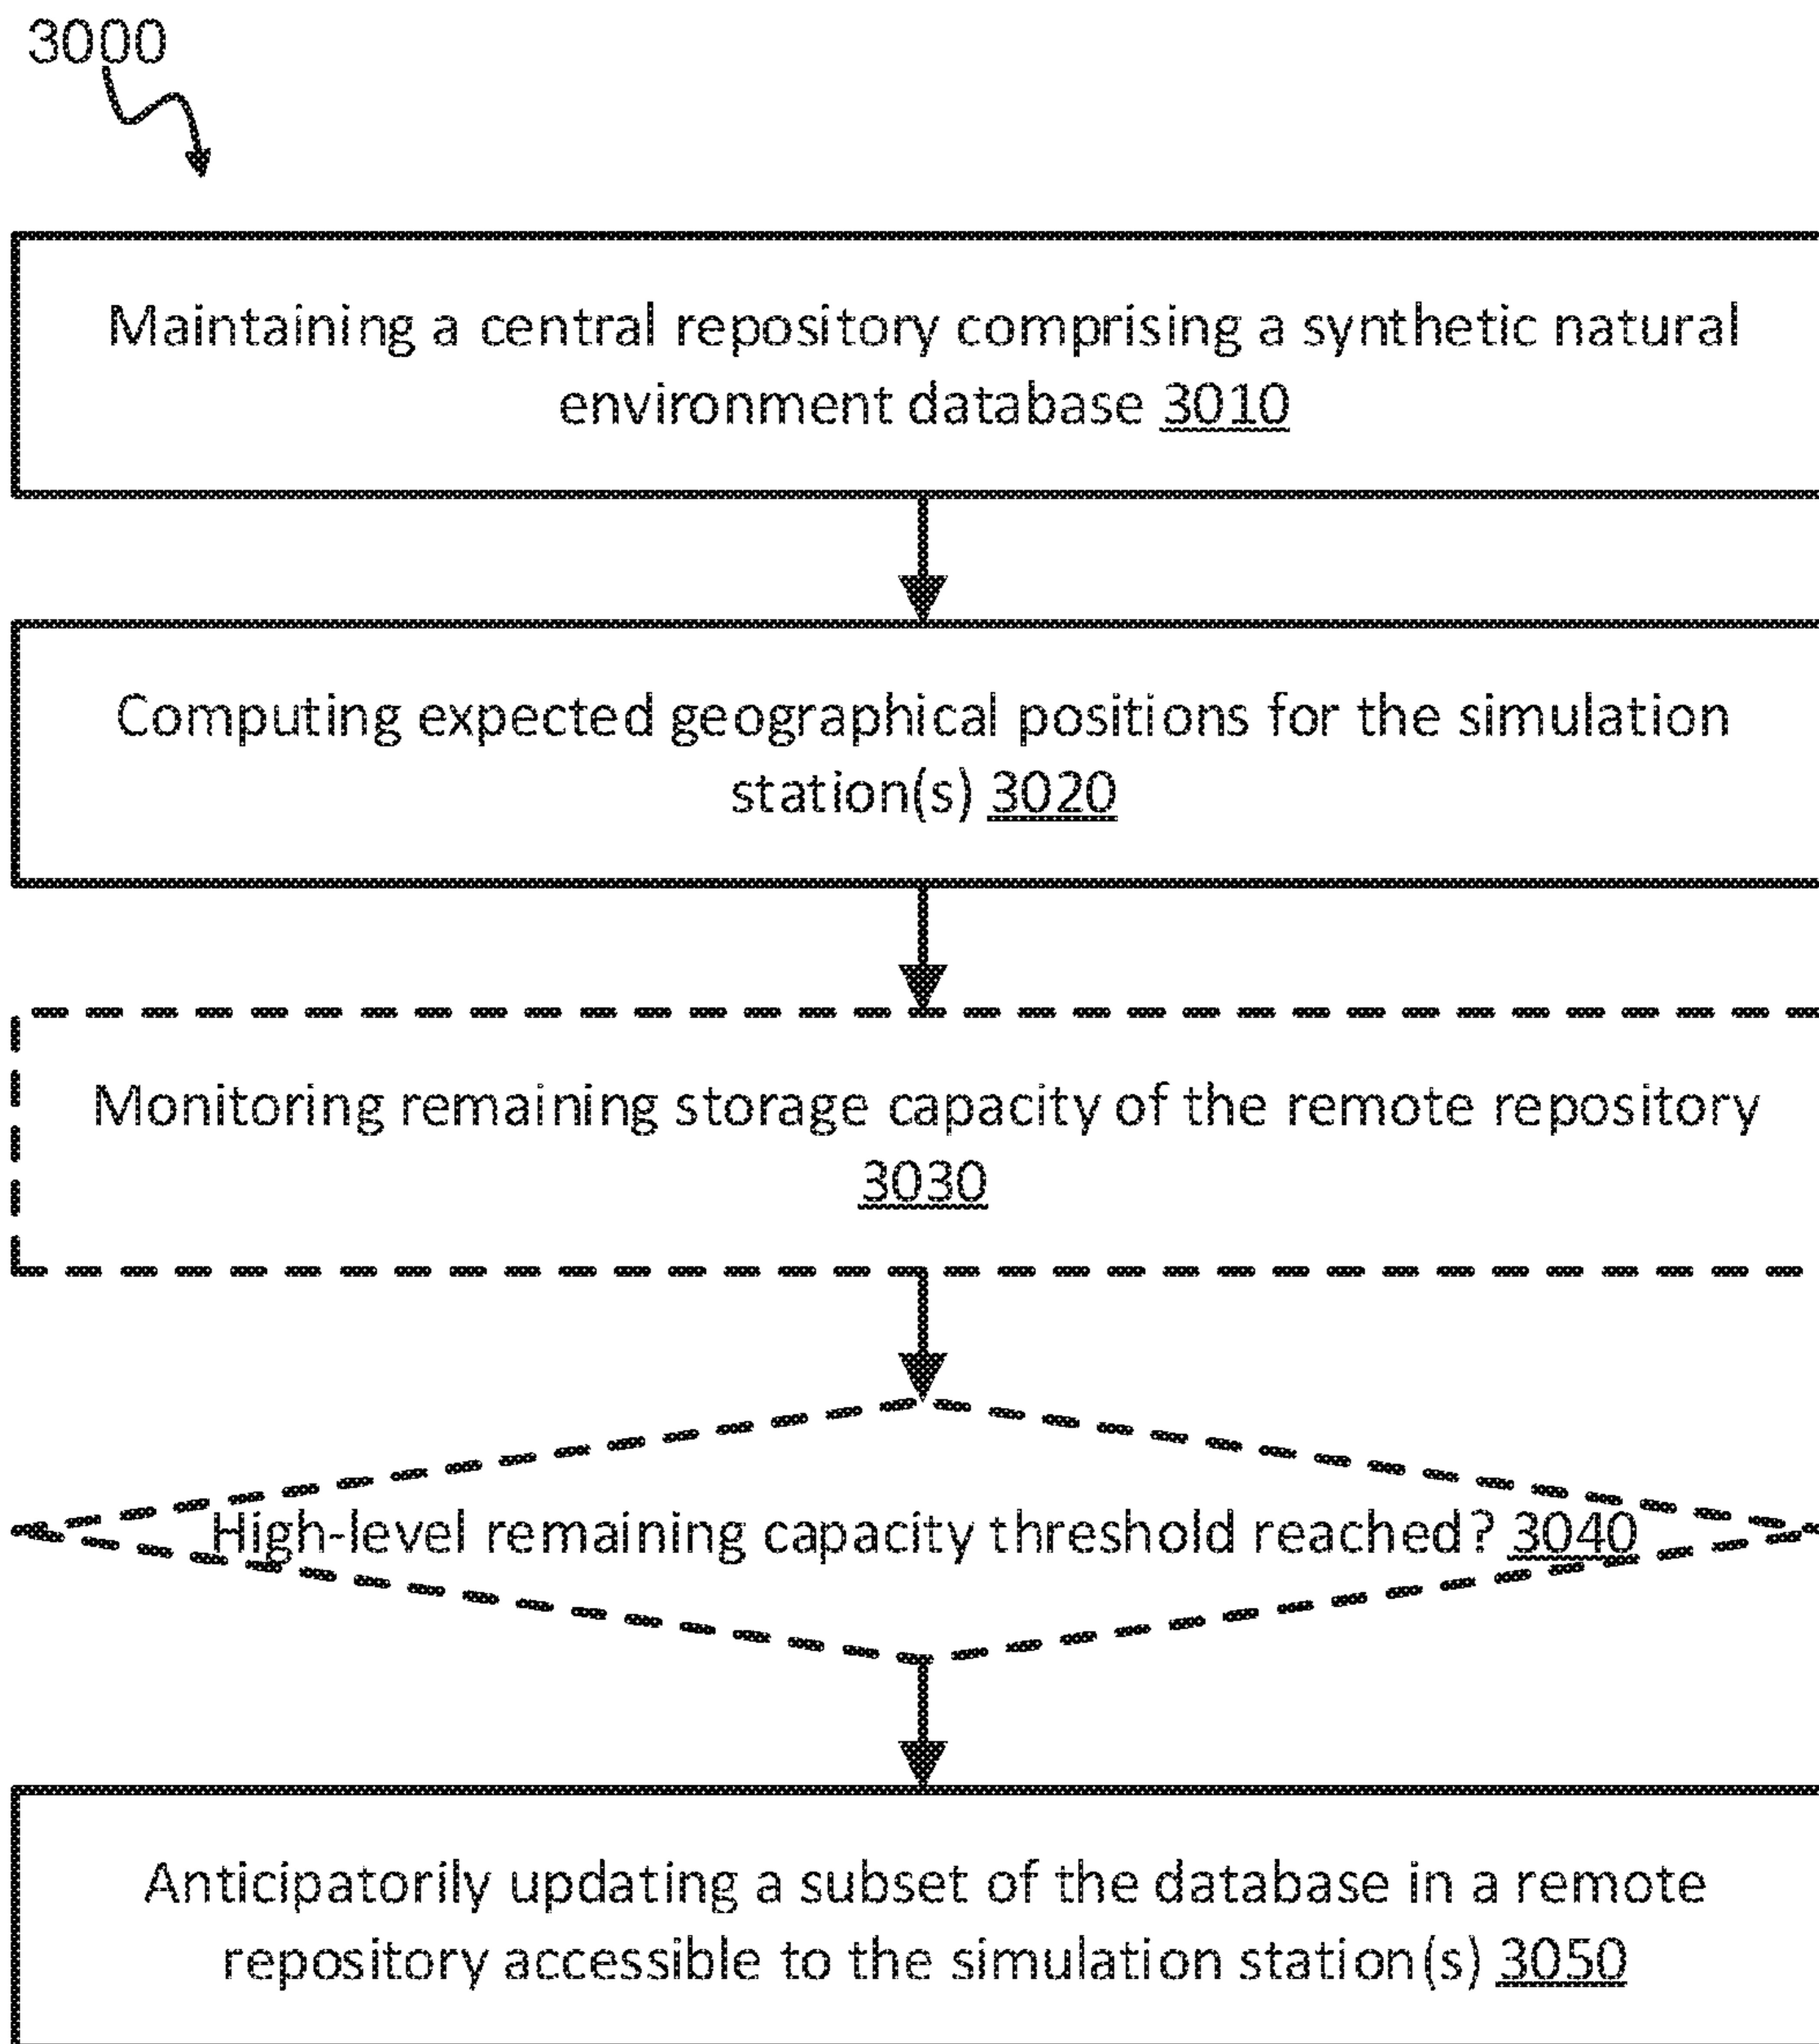 3000
Maintaining a central repository comprising a synthetic natural
environment database 3010
Computing expected geographical positions for the simulation
station(s) 3020
Monitoring remaining storage capacity of the remote repository
3030
High-level remaining capacity threshold reached? 3040
Anticipatorily updating a subset of the database in a remote
repository accessible to the simulation station(s) 3050